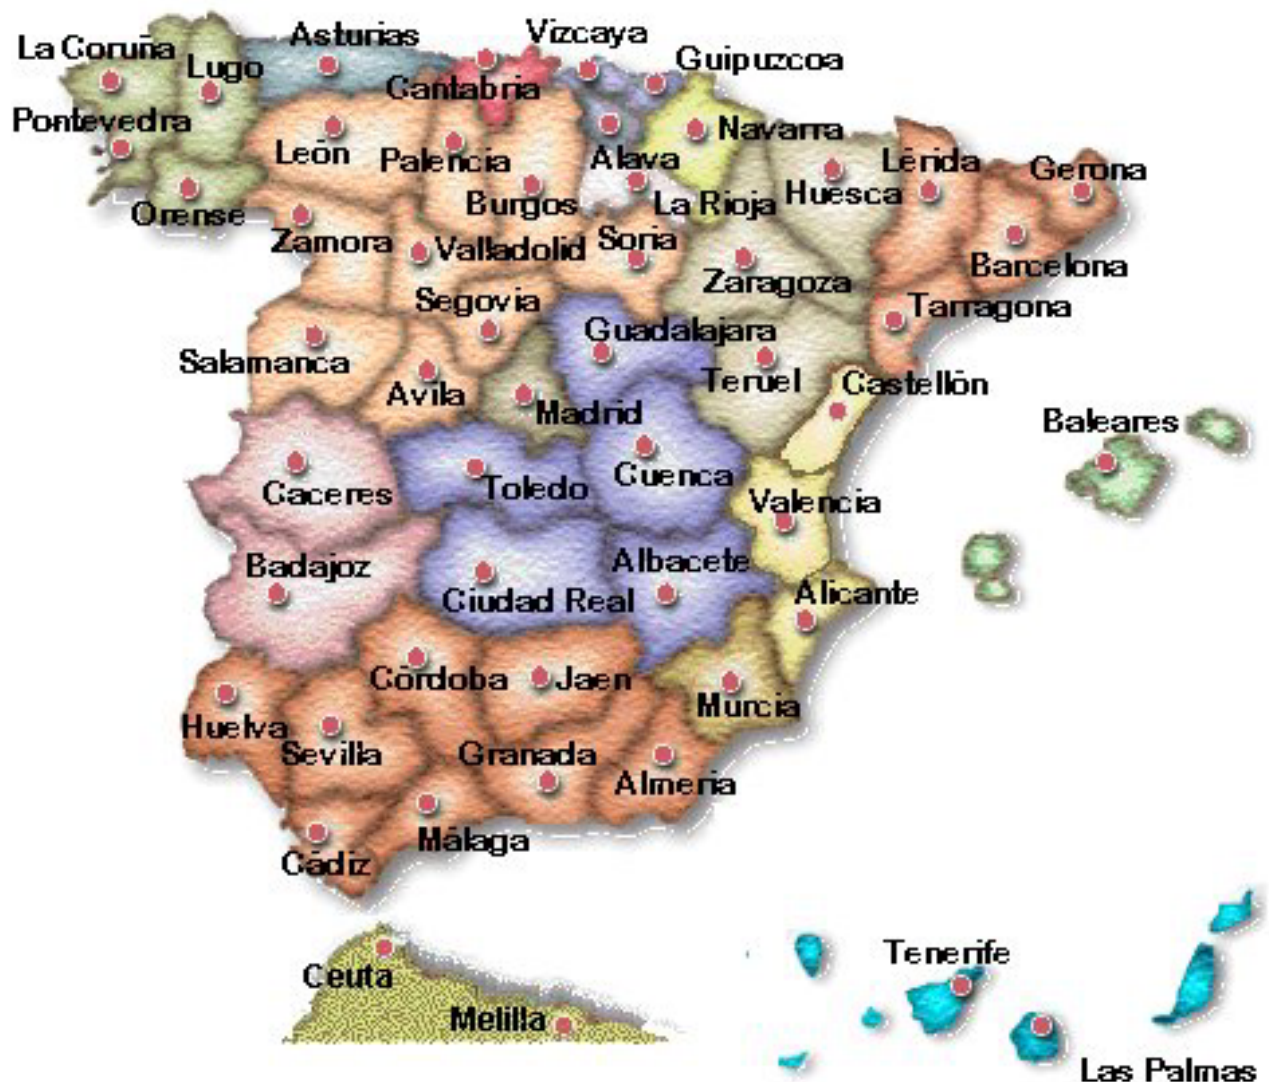 La Coruña
Lugo
Asturias
Cantabria
Vizcaya
Guipuzcoa
Pontevedra
Orense
León
Palencia
Burgos
Alava
Navarra
La Rioja
Huesca
Lérida
Gerona
Zamora
Valladolid
Soria
Zaragoza
Barcelona
Segovia
Tarragona
Salamanca
Avila
Guadalajara
Teruel
Castellón
Madrid
Baleares
Caceres
Toledo
Cuenca
Valencia
Badajoz
Ciudad Real
Albacete
Alicante
Córdoba
Jaen
Murcia
Huelva
Sevilla
Granada
Almeria
Málaga
Cádiz
Ceuta
Melilla
Tenerife
Las Palmas